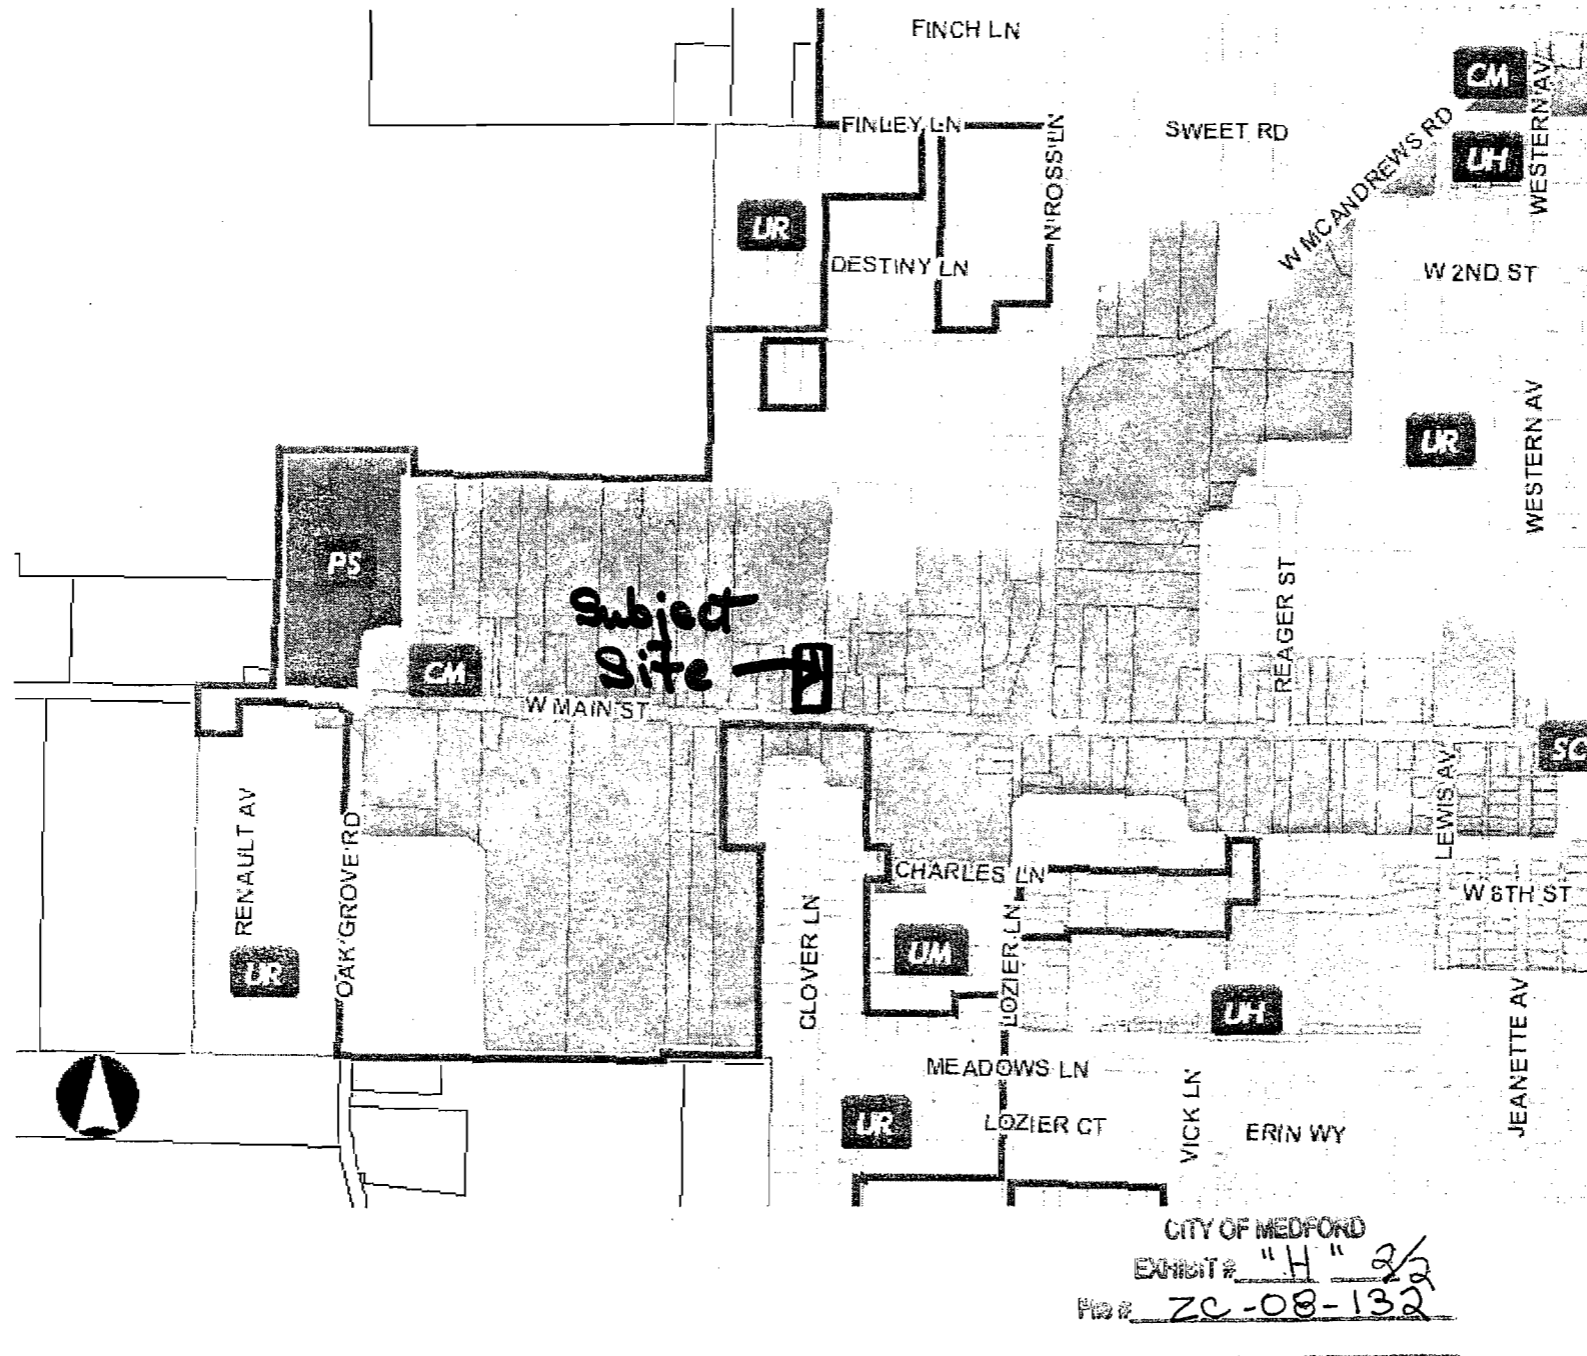 FINCH LN
CM
WESTERN AV
FINLEY LN
N ROSS LN
SWEET RD
W MCANDREWS RD
UH
UR
DESTINY LN
W 2ND ST
UR
WESTERN AV
PS
Subject
Site
REAGER ST
CM
W MAIN ST
SC
RENAULT AV
OAK GROVE RD
LEWIS AV
CHARLES LN
W 8TH ST
CLOVER LN
UM
LOZIER LN
UR
UH
JEANETTE AV
MEADOWS LN
UR
LOZIER CT
VICK LN
ERIN WY
CITY OF MEDFORD
EXHIBIT # "H" 2/2
File # ZC-08-132